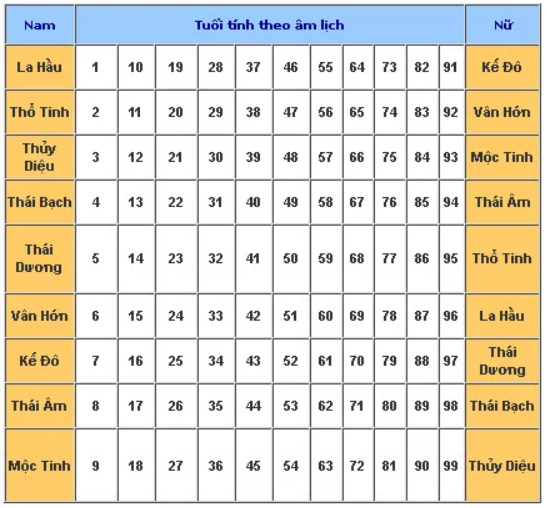 Nam Tuổi tính theo âm lịch Nữ
La Hầu 1 10 19 28 37 46 55 64 73 82 91 Kế Đô
Thổ Tinh 2 11 20 29 38 47 56 65 74 83 92 Vân Hớn
Thủy
Diệu 3 12 21 30 39 48 57 66 75 84 93 Mộc Tinh
Thái Bạch 4 13 22 31 40 49 58 67 76 85 94 Thái Âm
Thái
Dương 5 14 23 32 41 50 59 68 77 86 95 Thổ Tinh
Vân Hớn 6 15 24 33 42 51 60 69 78 87 96 La Hầu
Kế Đô 7 16 25 34 43 52 61 70 79 88 97 Thái
Dương
Thái Âm 8 17 26 35 44 53 62 71 80 89 98 Thái Bạch
Mộc Tinh 9 18 27 36 45 54 63 72 81 90 99 Thủy Diệu